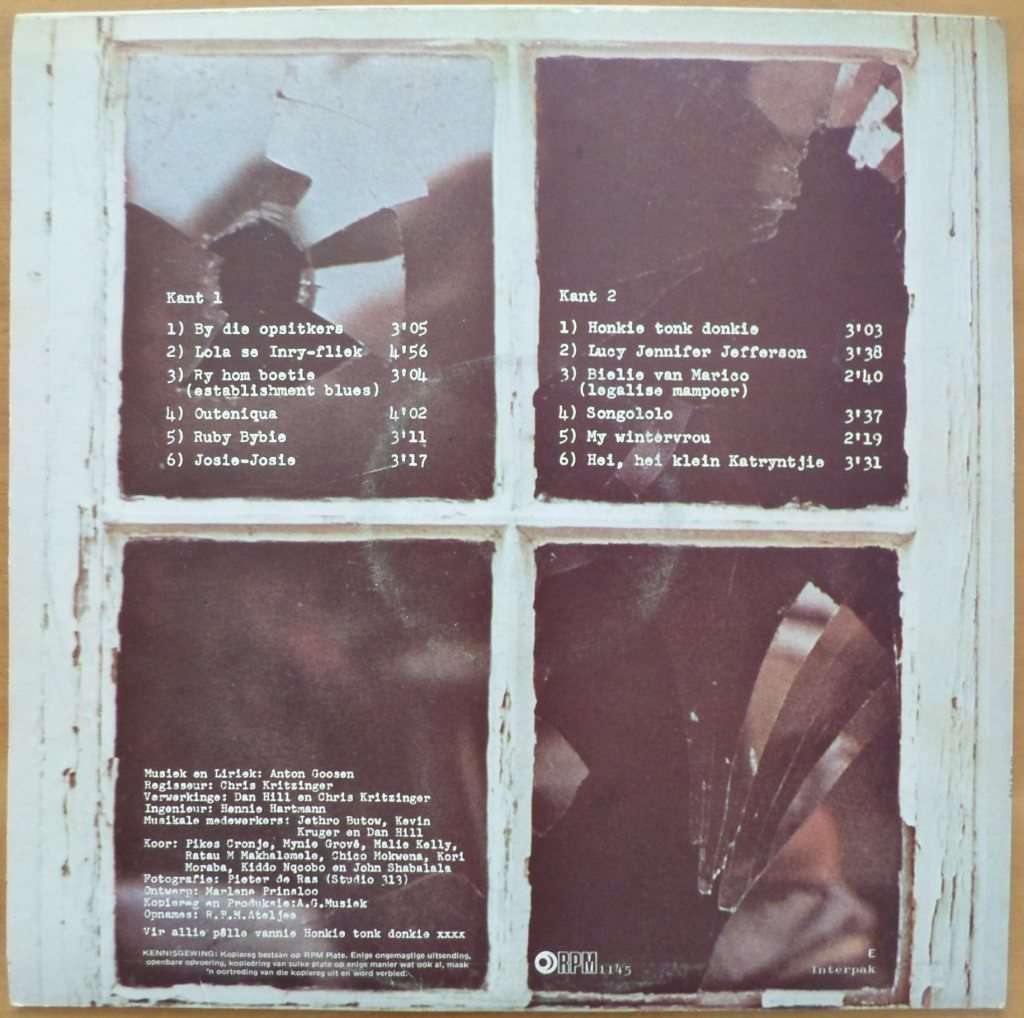 Kant 1
1) By die opsitkers 3'05
2) Lola se Inry-fliek 4'56
3) Ry hom boetie 3'04
(establishment blues)
4) Outeniqua 4'02
5) Ruby Bybie 3'11
6) Josie-Josie 3'17
Kant 2
1) Honkie tonk donkie 3'03
2) Lucy Jennifer Jefferson 3'38
3) Bielie van Marico 2'40
(legalise mampoer)
4) Songololo 3'37
5) My wintervrou 2'19
6) Hei, hei klein Katryntjie 3'31
Musiek en Liriek: Anton Goosen
Regisseur: Chris Kritzinger
Verwerkinge: Dan Hill en Chris Kritzinger
Ingenieur: Hennie Hartmann
Musikale medewerkers: Jethro Butow, Kevin
Kruger en Dan Hill
Koor: Pikes Cronje, Mynie Grovê, Malie Kelly,
Ratau M Makhalomele, Chico Mokwena, Kori
Moraba, Kiddo Nqcobo en John Shabalala
Fotografie: Pieter de Ras (Studio 313)
Ontwerp: Marlene Prinsloo
Kopiereg en Produksie:A.G.Musiek
Opnames: R.P.M.Ateljee
Vir allie pêlle vannie Honkie tonk donkie xxxx
KENNISGEWING: Kopiereg bestaan op RPM Plate. Enige ongemagtige uitsending,
openbare opvoering, kopiëring van sulke plate op enige manier wat ook al, maak
'n oortreding van die kopiereg uit en word verbied.
RPM 1145
E
Interpak